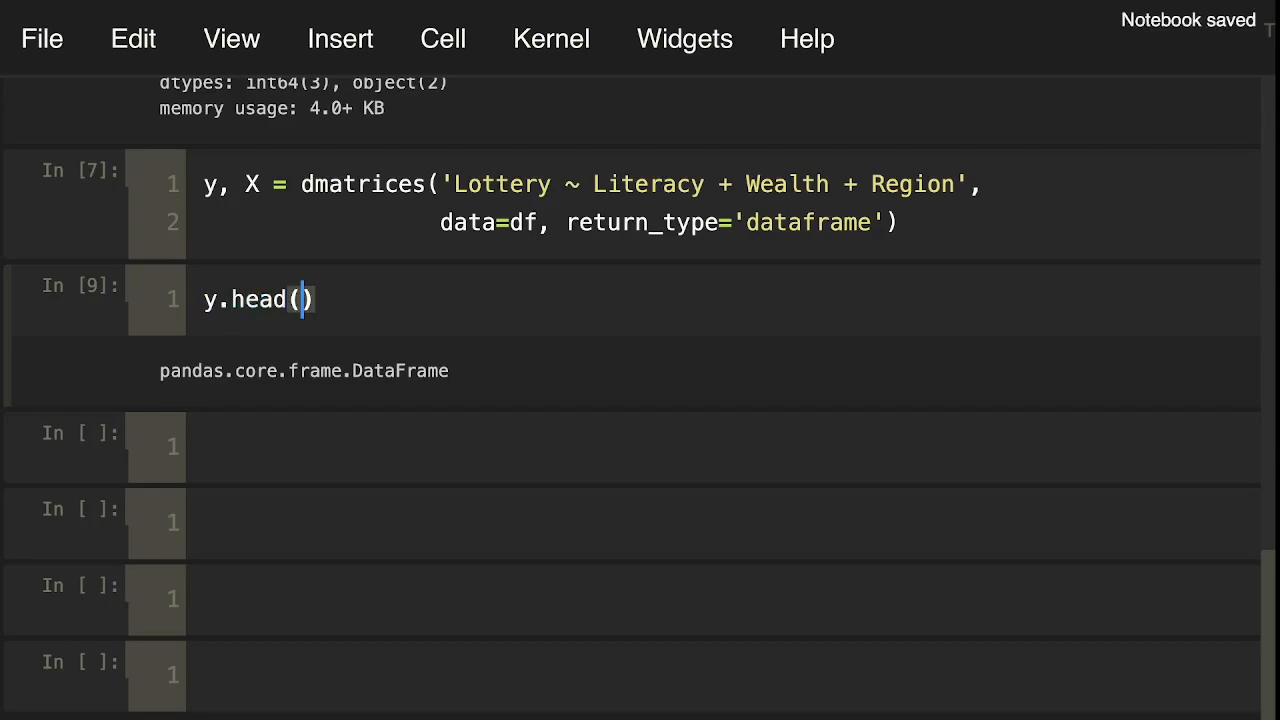 Notebook saved
T
File Edit View Insert Cell Kernel Widgets Help
dtypes: int64(3), object(2)
memory usage: 4.0+ KB
In [7]: 1 y, X = dmatrices('Lottery ~ Literacy + Wealth + Region',
2 data=df, return_type='dataframe')
In [9]: 1 y.head()
pandas.core.frame.DataFrame
In [ ]: 1
In [ ]: 1
In [ ]: 1
In [ ]: 1